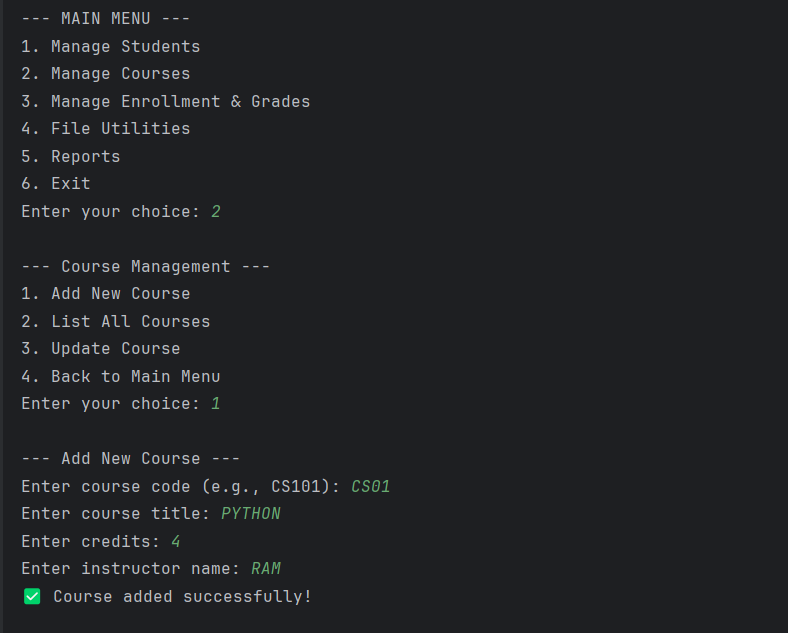 --- MAIN MENU ---
1. Manage Students
2. Manage Courses
3. Manage Enrollment & Grades
4. File Utilities
5. Reports
6. Exit
Enter your choice: 2
--- Course Management ---
1. Add New Course
2. List All Courses
3. Update Course
4. Back to Main Menu
Enter your choice: 1
--- Add New Course ---
Enter course code (e.g., CS101): CS01
Enter course title: PYTHON
Enter credits: 4
Enter instructor name: RAM
✅ Course added successfully!